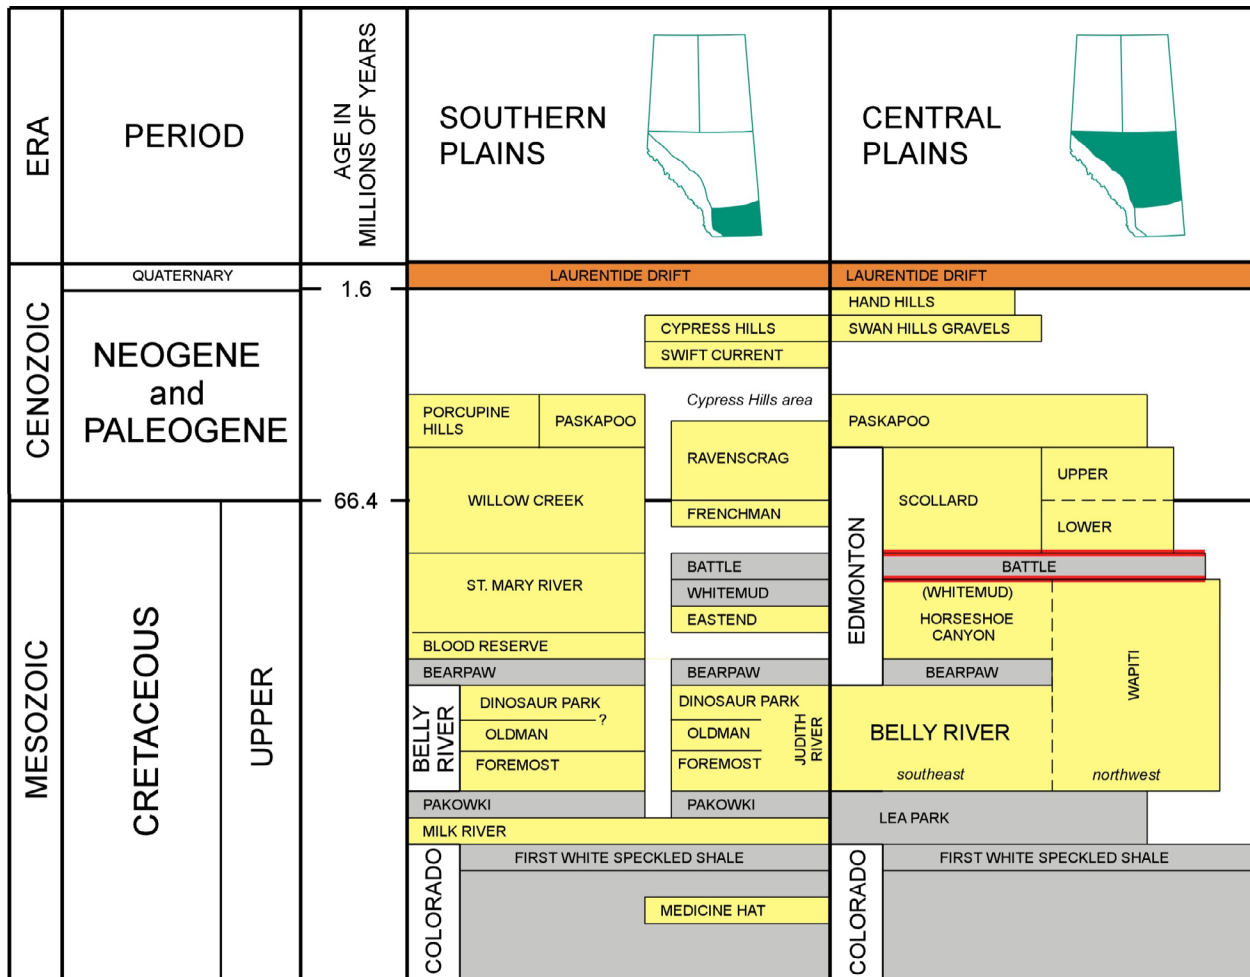 ERA
PERIOD
AGE IN
MILLIONS OF YEARS
SOUTHERN
PLAINS
CENTRAL
PLAINS
CENOZOIC
QUATERNARY
1.6
LAURENTIDE DRIFT
LAURENTIDE DRIFT
NEOGENE
and
PALEOGENE
HAND HILLS
CYPRESS HILLS
SWAN HILLS GRAVELS
SWIFT CURRENT
Cypress Hills area
PORCUPINE
HILLS
PASKAPOO
PASKAPOO
RAVENSCRAG
WILLOW CREEK
66.4
FRENCHMAN
EDMONTON
SCOLLARD
UPPER
LOWER
MESOZOIC
CRETACEOUS
UPPER
ST. MARY RIVER
BATTLE
BATTLE
WHITEMUD
(WHITEMUD)
EASTEND
HORSESHOE
CANYON
BLOOD RESERVE
BEARPAW
BEARPAW
BEARPAW
WAPITI
BELLY
RIVER
DINOSAUR PARK
?
OLDMAN
FOREMOST
DINOSAUR PARK
OLDMAN
FOREMOST
JUDITH
RIVER
BELLY RIVER
southeast
northwest
PAKOWKI
PAKOWKI
LEA PARK
MILK RIVER
COLORADO
FIRST WHITE SPECKLED SHALE
MEDICINE HAT
COLORADO
FIRST WHITE SPECKLED SHALE